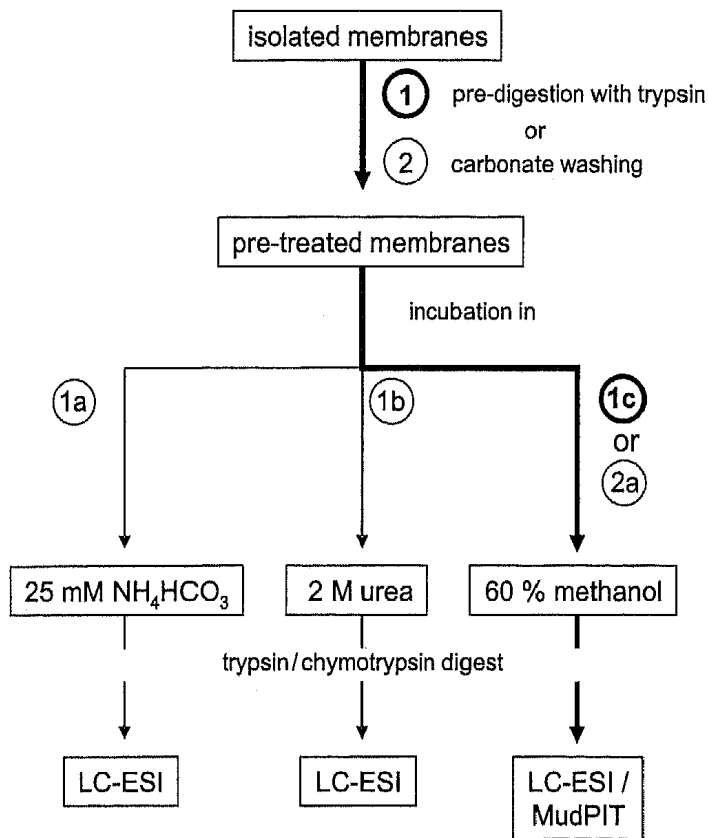 isolated membranes
1 pre-digestion with trypsin
or
2 carbonate washing
pre-treated membranes
incubation in
1a
1b
1c
or
2a
25 mM NH₄HCO₃
2 M urea
60 % methanol
trypsin/chymotrypsin digest
LC-ESI
LC-ESI
LC-ESI /
MudPIT